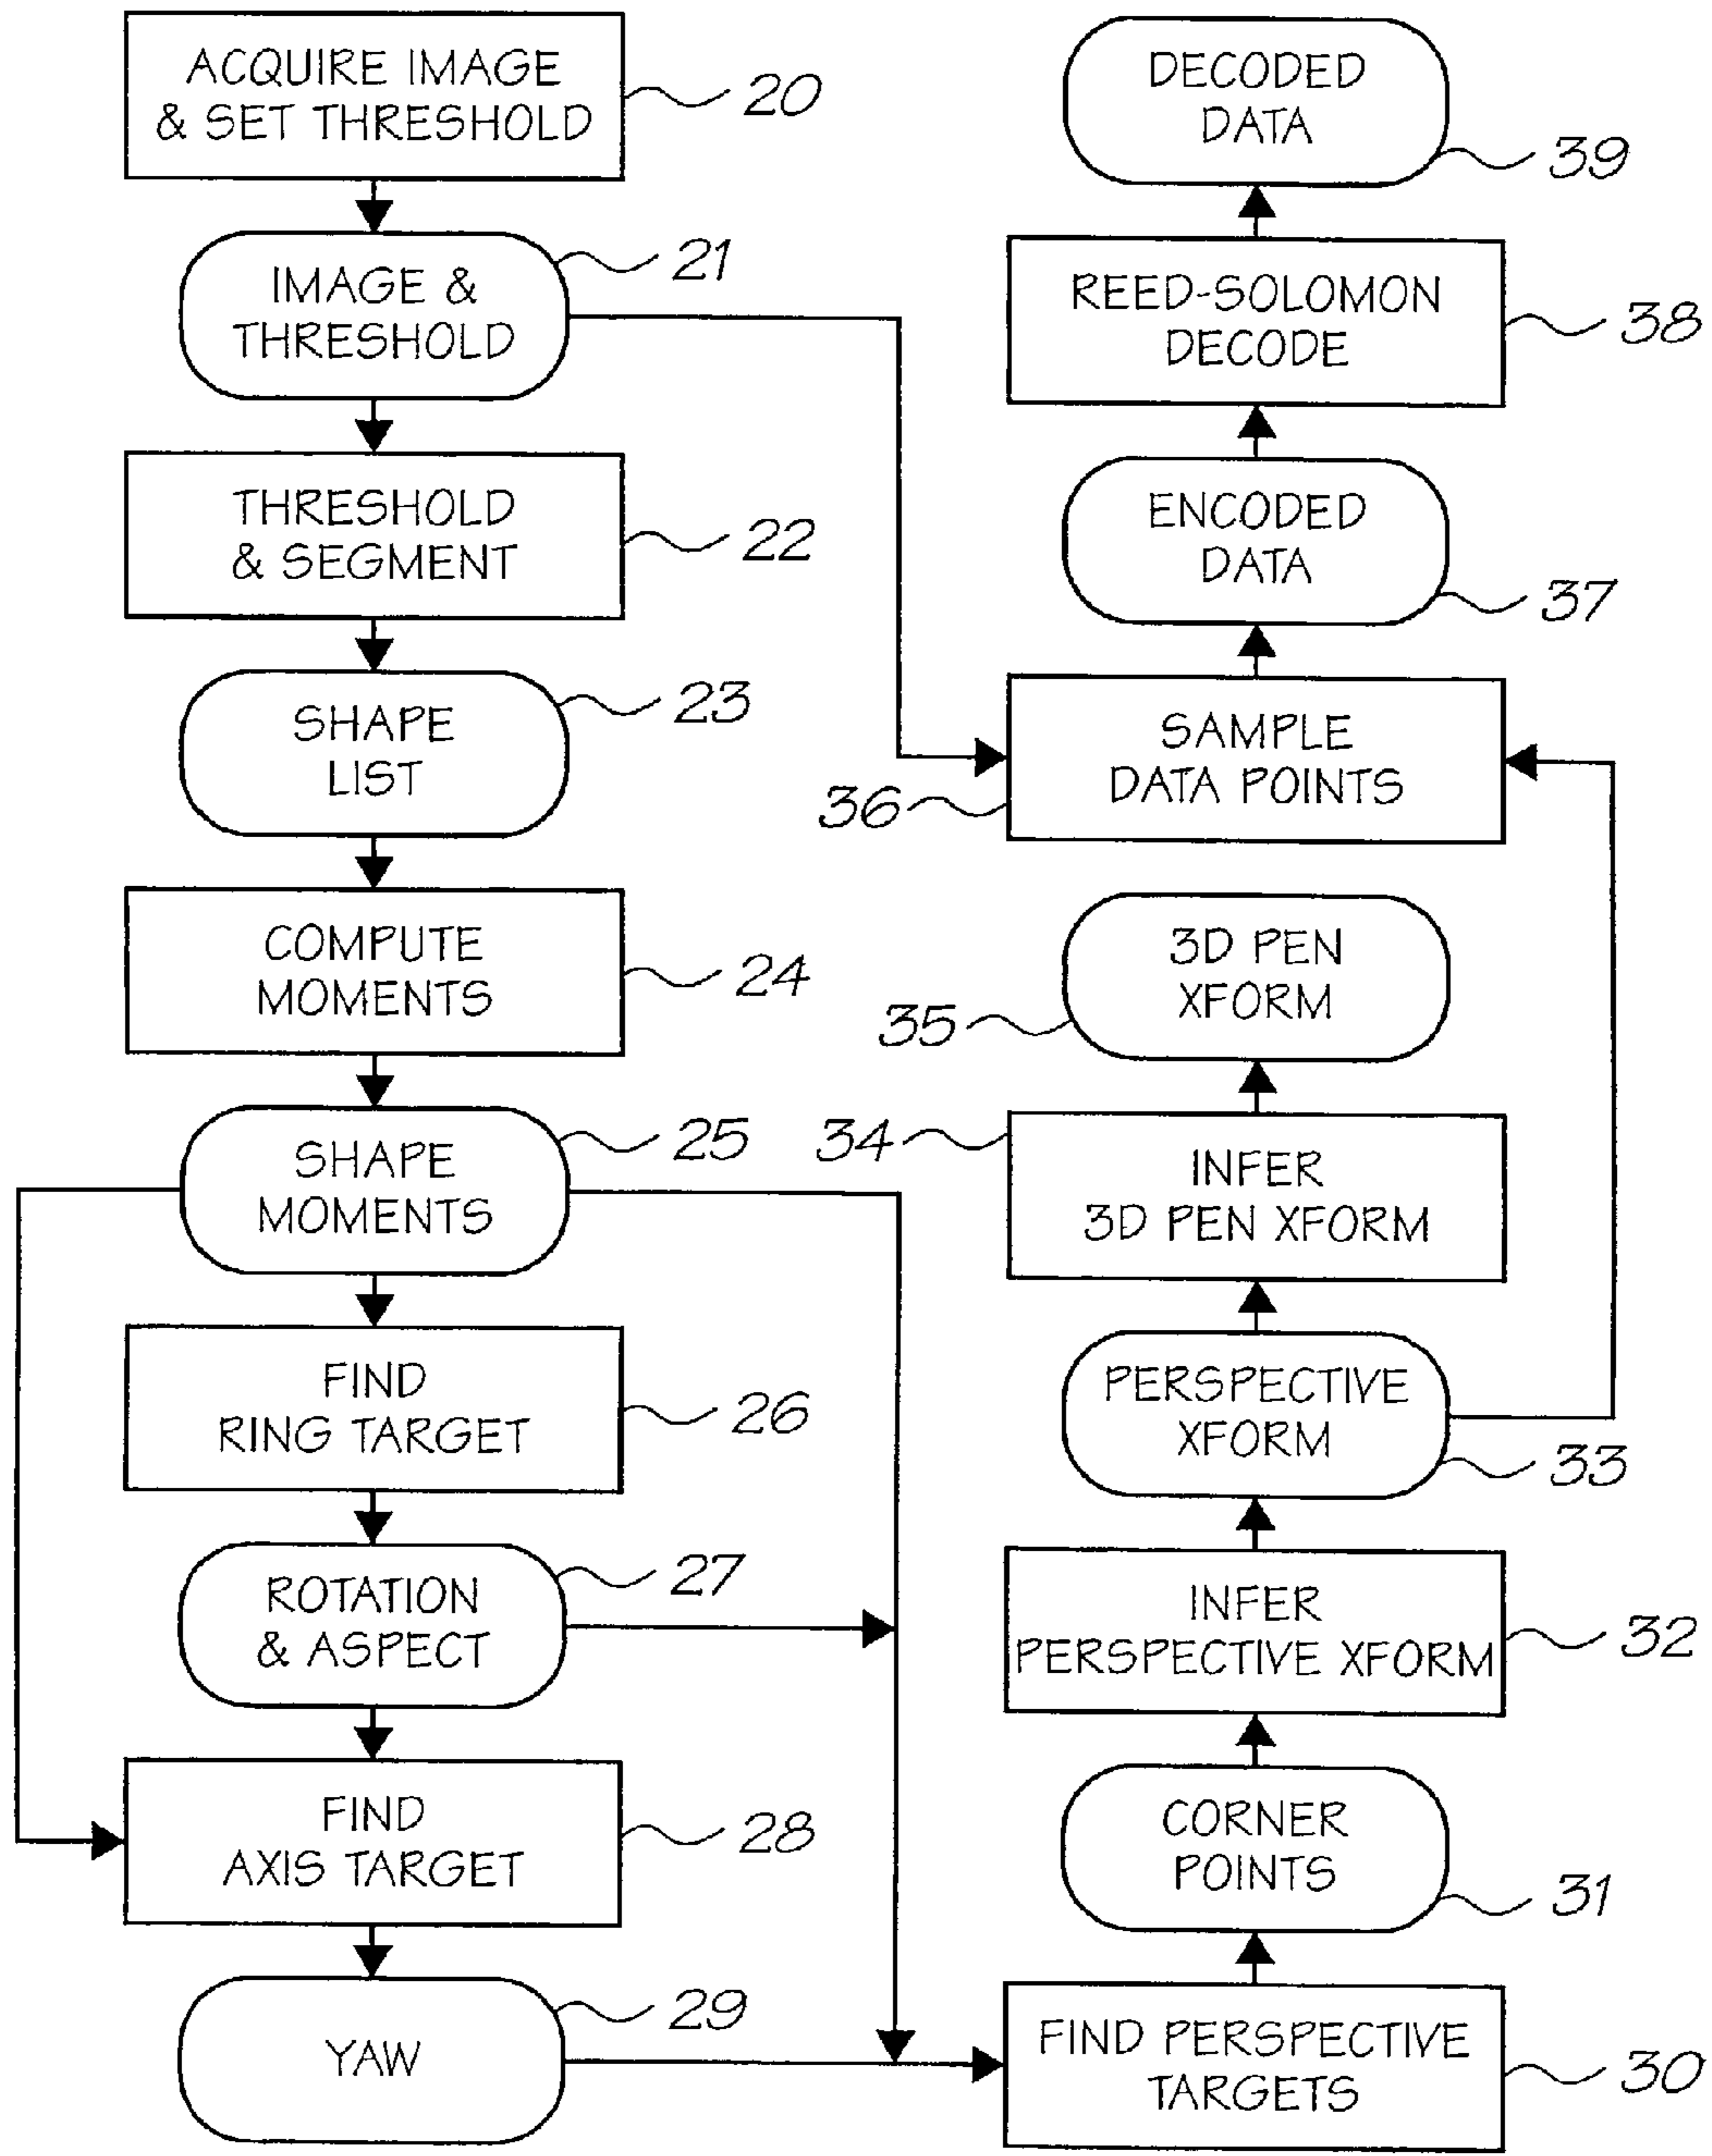 ACQUIRE IMAGE
& SET THRESHOLD
20
IMAGE &
THRESHOLD
21
THRESHOLD
& SEGMENT
22
SHAPE
LIST
23
COMPUTE
MOMENTS
24
SHAPE
MOMENTS
25
FIND
RING TARGET
26
ROTATION
& ASPECT
27
FIND
AXIS TARGET
28
YAW
29
DECODED
DATA
39
REED-SOLOMON
DECODE
38
ENCODED
DATA
37
SAMPLE
DATA POINTS
36
3D PEN
XFORM
35
INFER
3D PEN XFORM
34
PERSPECTIVE
XFORM
33
INFER
PERSPECTIVE XFORM
32
CORNER
POINTS
31
FIND PERSPECTIVE
TARGETS
30